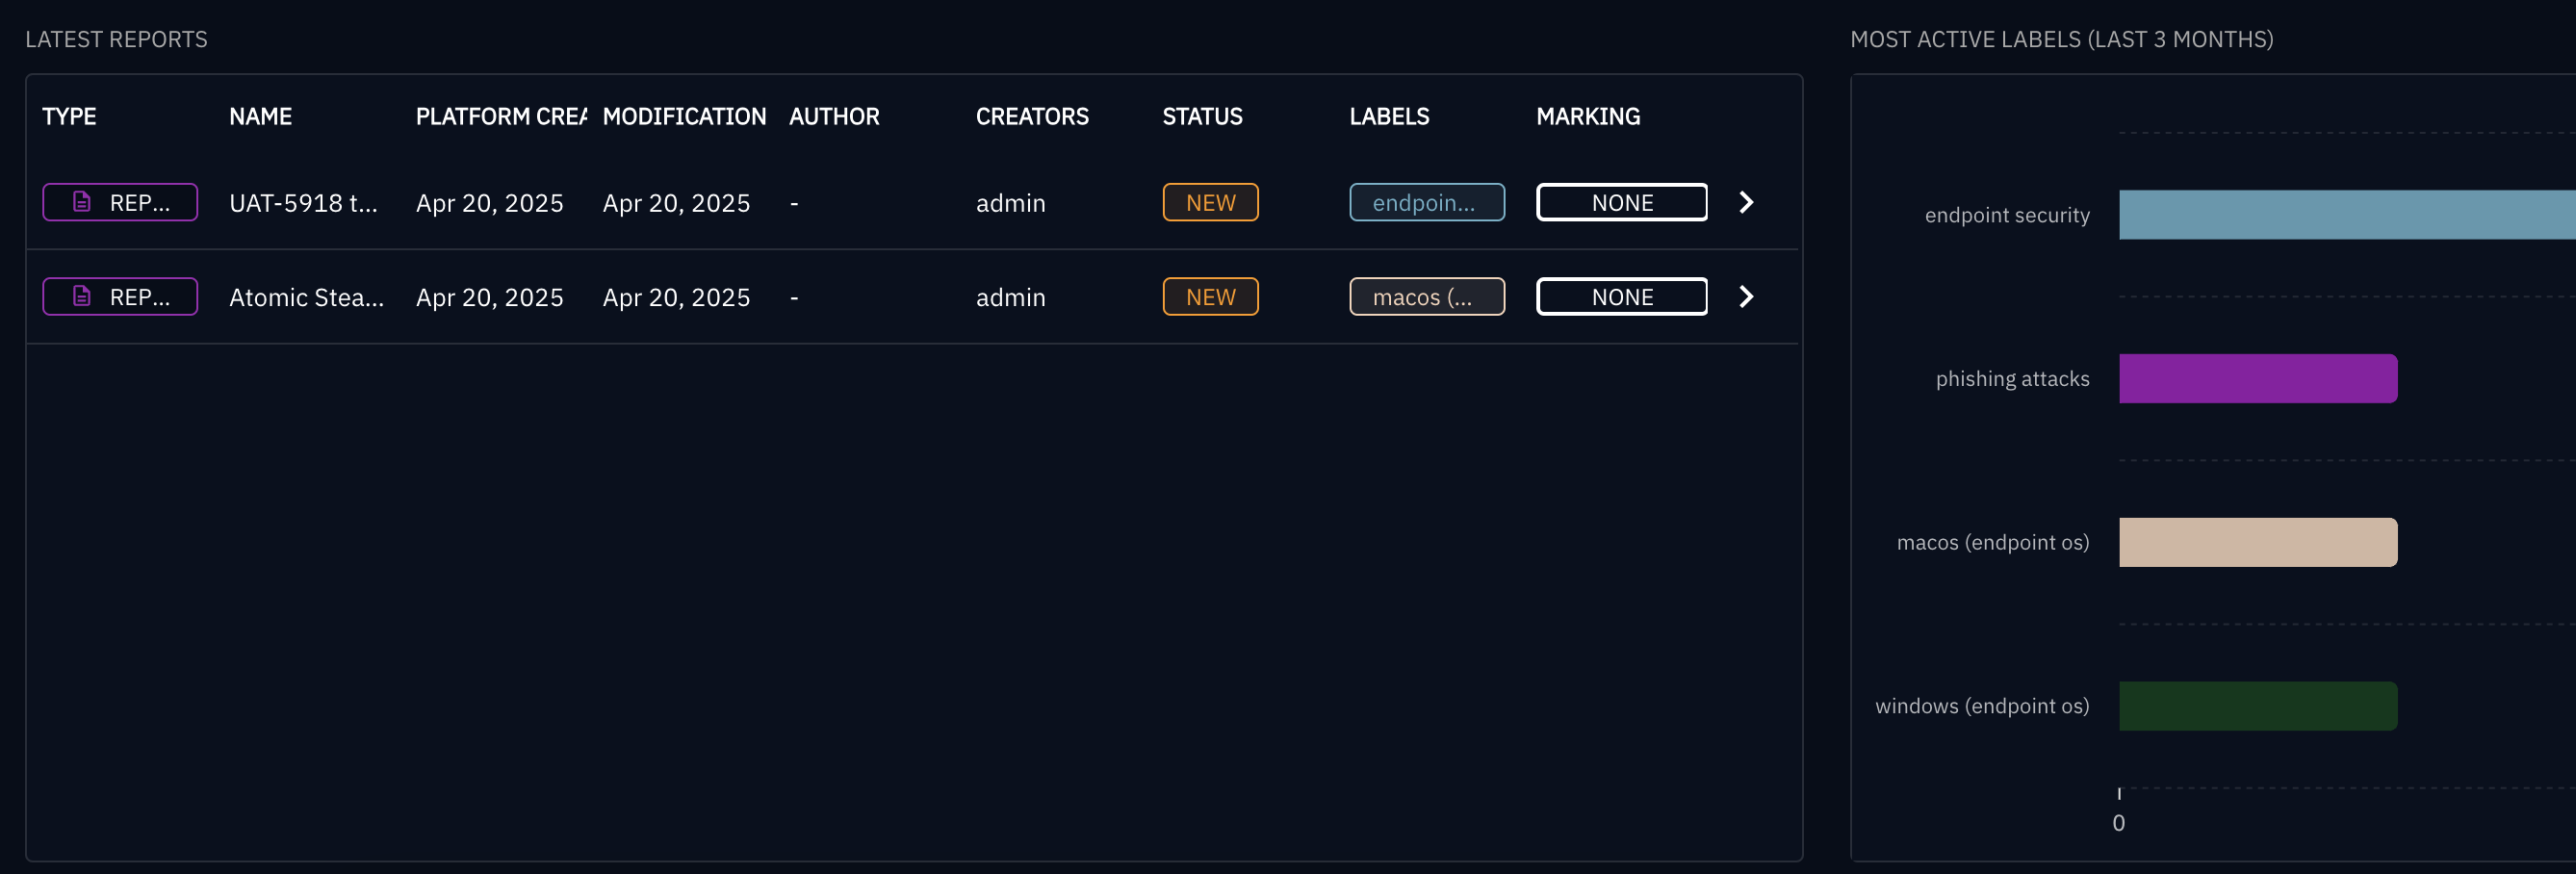 LATEST REPORTS
TYPE NAME PLATFORM CREA MODIFICATION AUTHOR CREATORS STATUS LABELS MARKING
REP... UAT-5918 t... Apr 20, 2025 Apr 20, 2025 - admin NEW endpoin... NONE
REP... Atomic Stea... Apr 20, 2025 Apr 20, 2025 - admin NEW macos (... NONE
MOST ACTIVE LABELS (LAST 3 MONTHS)
endpoint security
phishing attacks
macos (endpoint os)
windows (endpoint os)
0